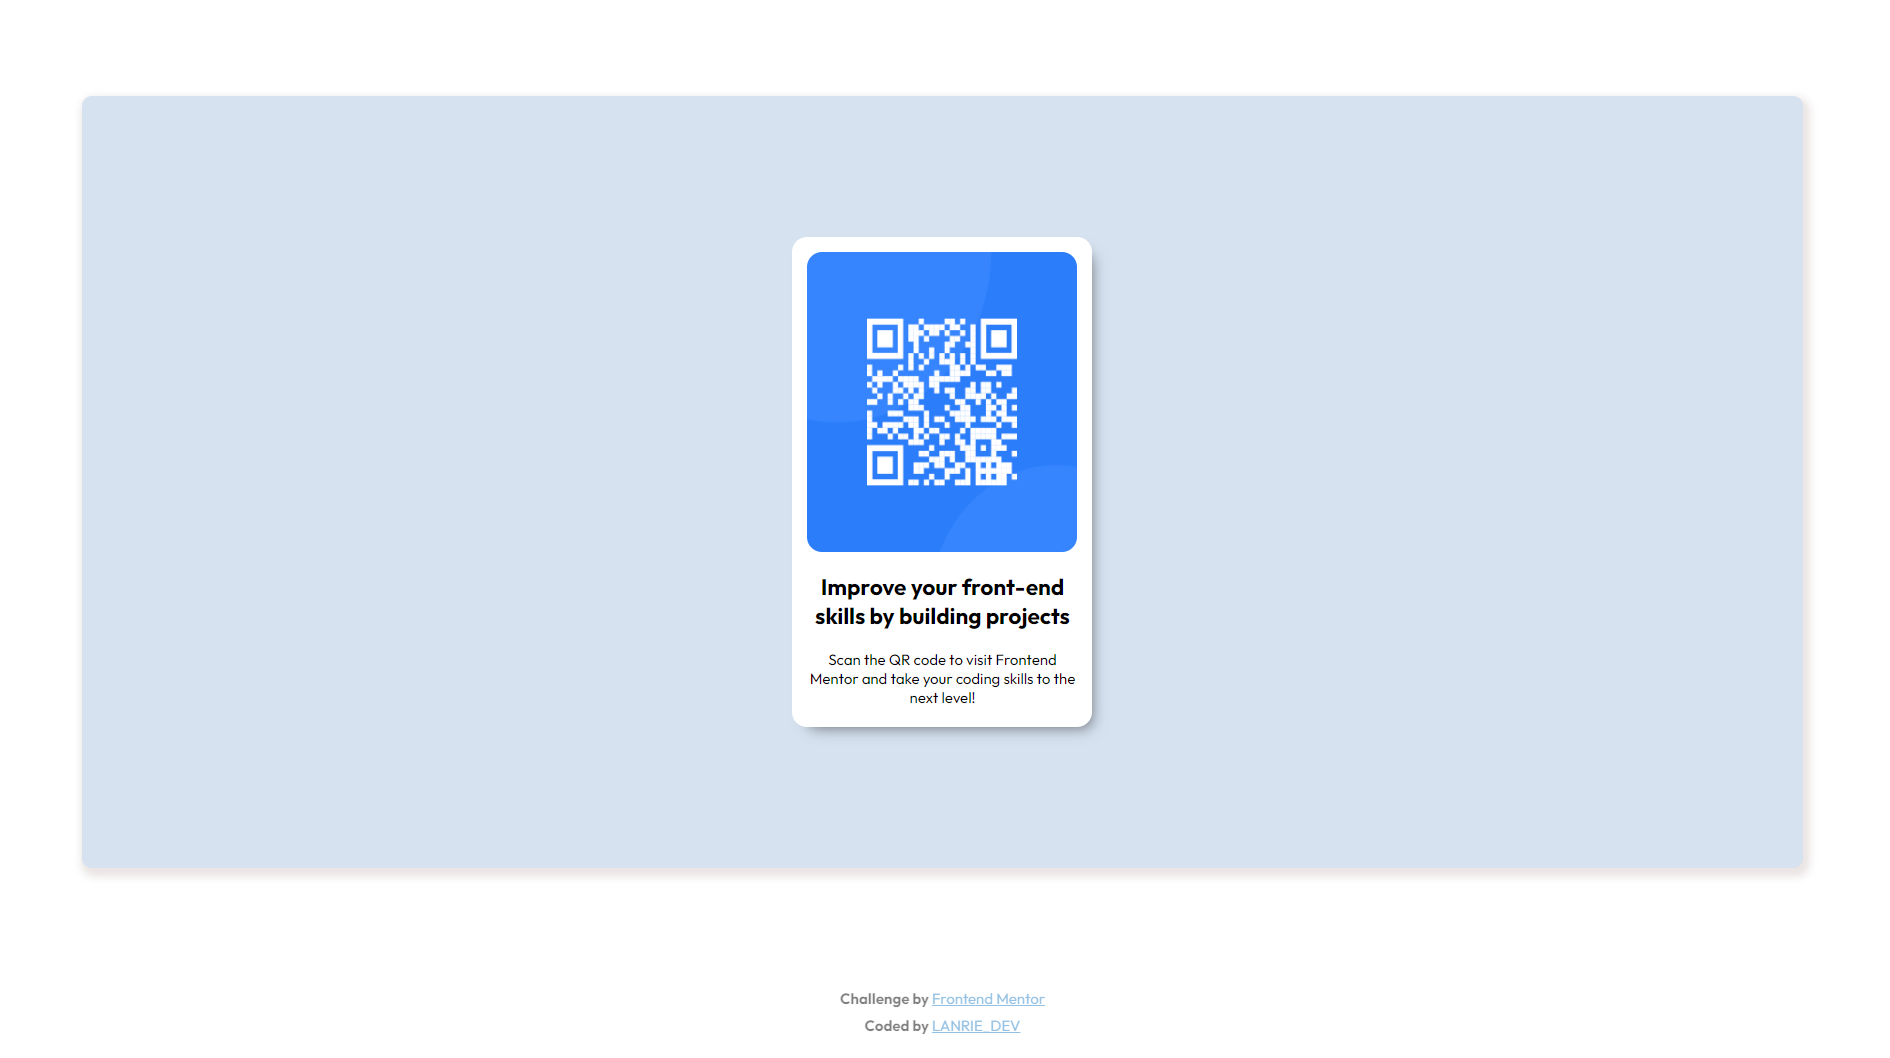 Improve your front-end
skills by building projects
Scan the QR code to visit Frontend
Mentor and take your coding skills to the
next level!
Challenge by Frontend Mentor
Coded by LANRIE_DEV